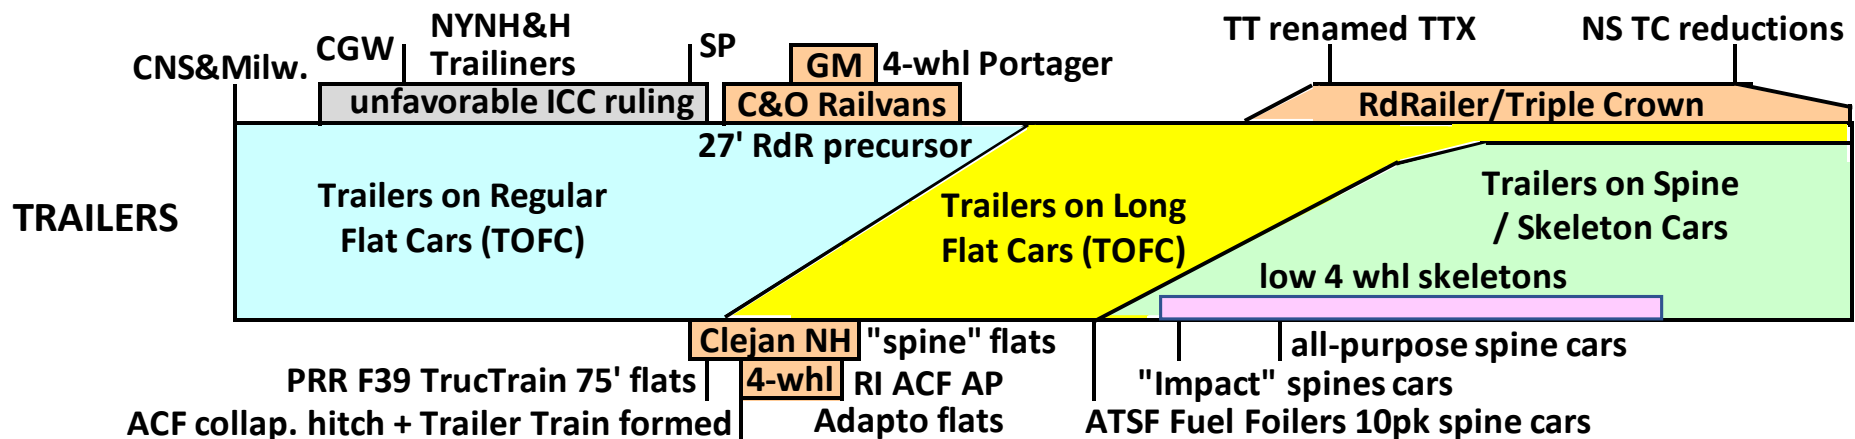 NYNH&H
Trailiners
CNS&Milw.
CGW
SP
GM
4-whl Portager
TT renamed TTX
NS TC reductions
unfavorable ICC ruling
C&O Railvans
RdRailer/Triple Crown
27' RdR precursor
TRAILERS
Trailers on Regular
Flat Cars (TOFC)
Trailers on Long
Flat Cars (TOFC)
Trailers on Spine
/ Skeleton Cars
low 4 whl skeletons
Clejan NH
"spine" flats
all-purpose spine cars
PRR F39 TrucTrain 75' flats
4-whl
RI ACF AP
Adapto flats
"Impact" spines cars
ACF collap. hitch + Trailer Train formed
ATSF Fuel Foilers 10pk spine cars